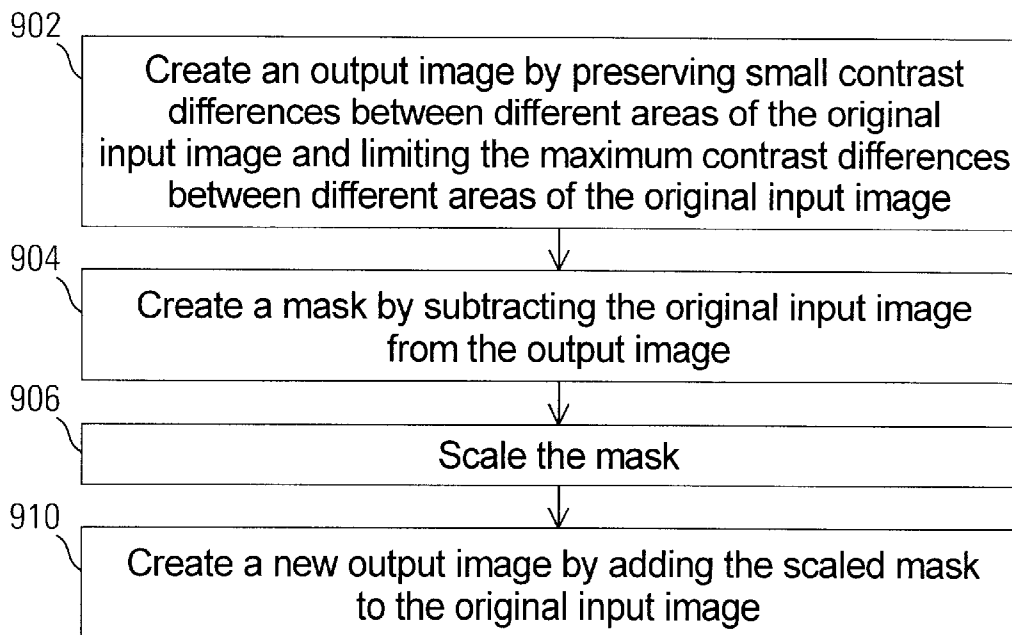 902
Create an output image by preserving small contrast
differences between different areas of the original
input image and limiting the maximum contrast differences
between different areas of the original input image
904
Create a mask by subtracting the original input image
from the output image
906
Scale the mask
910
Create a new output image by adding the scaled mask
to the original input image